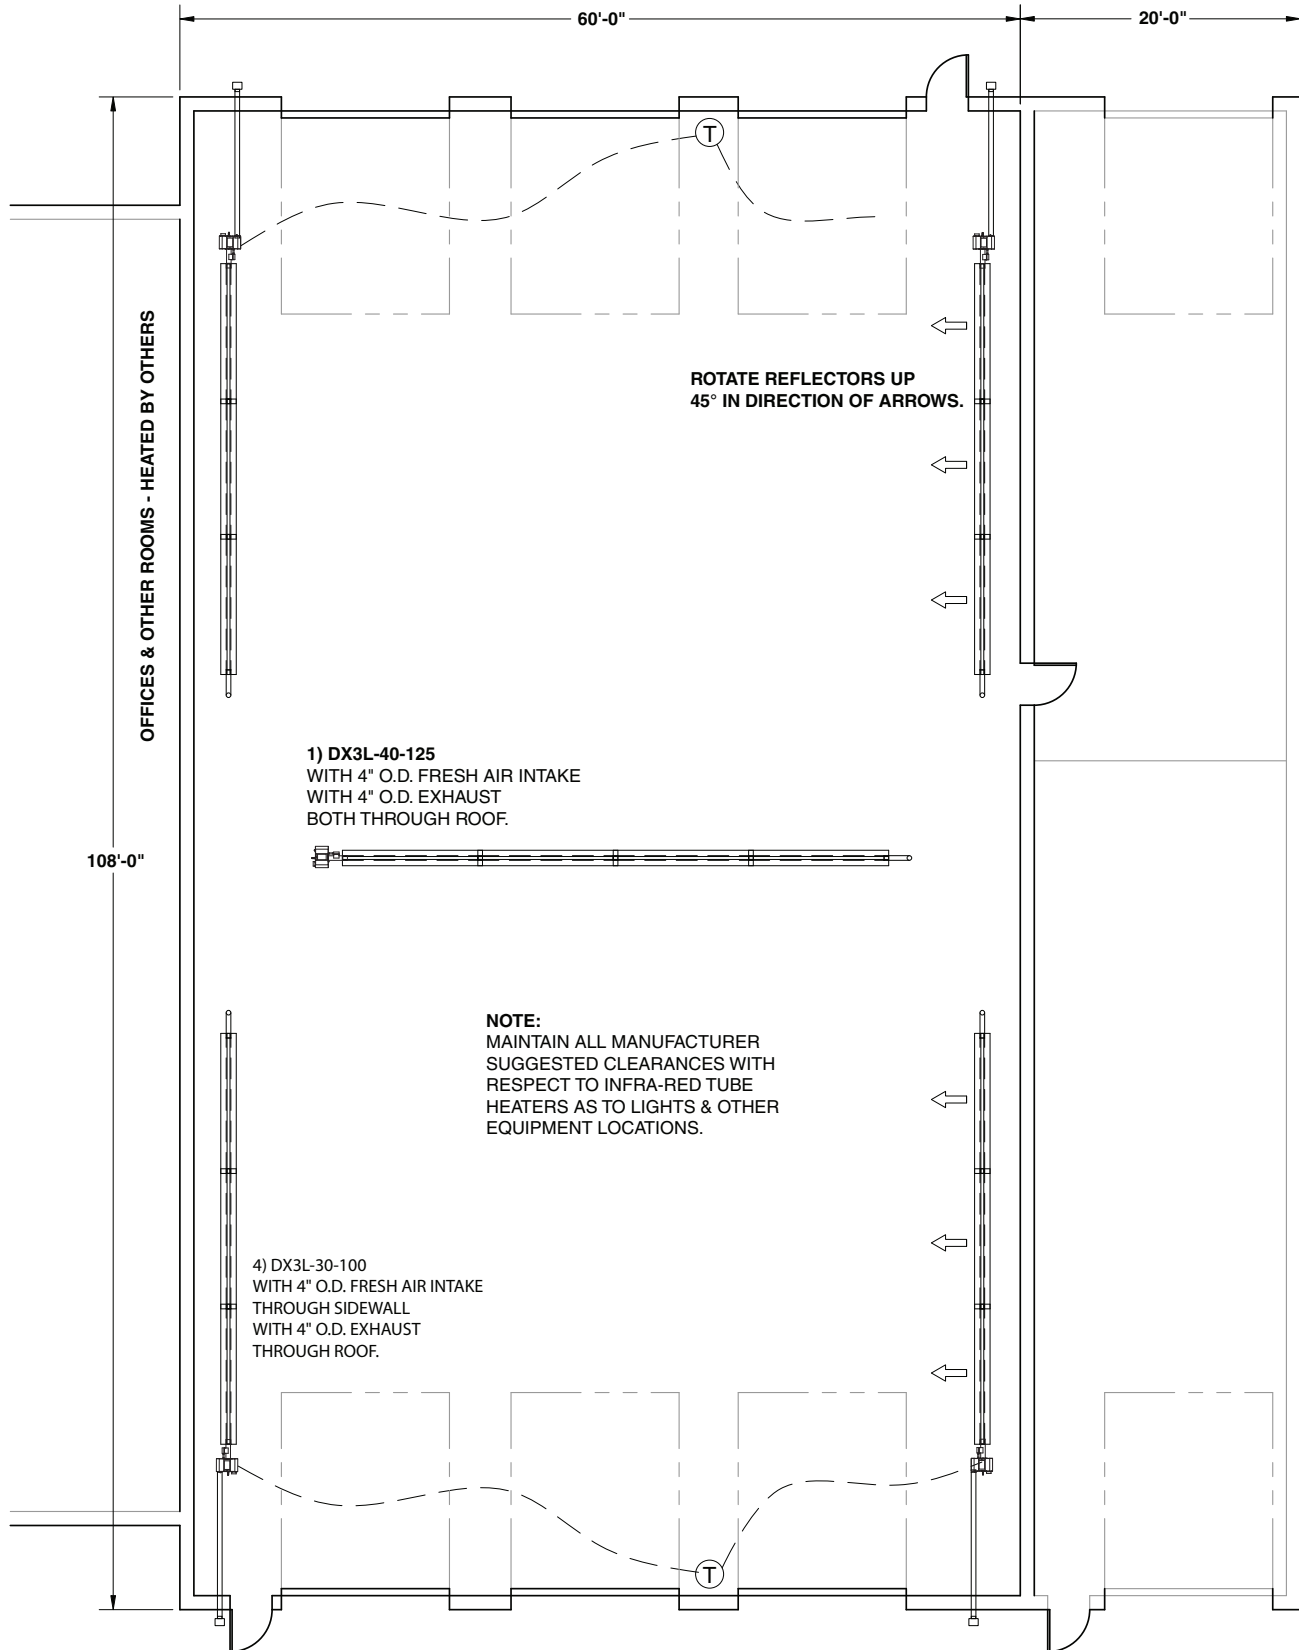 60'-0"
20'-0"
T
OFFICES & OTHER ROOMS - HEATED BY OTHERS
ROTATE REFLECTORS UP
45° IN DIRECTION OF ARROWS.
1) DX3L-40-125
WITH 4" O.D. FRESH AIR INTAKE
WITH 4" O.D. EXHAUST
BOTH THROUGH ROOF.
108'-0"
NOTE:
MAINTAIN ALL MANUFACTURER
SUGGESTED CLEARANCES WITH
RESPECT TO INFRA-RED TUBE
HEATERS AS TO LIGHTS & OTHER
EQUIPMENT LOCATIONS.
4) DX3L-30-100
WITH 4" O.D. FRESH AIR INTAKE
THROUGH SIDEWALL
WITH 4" O.D. EXHAUST
THROUGH ROOF.
T